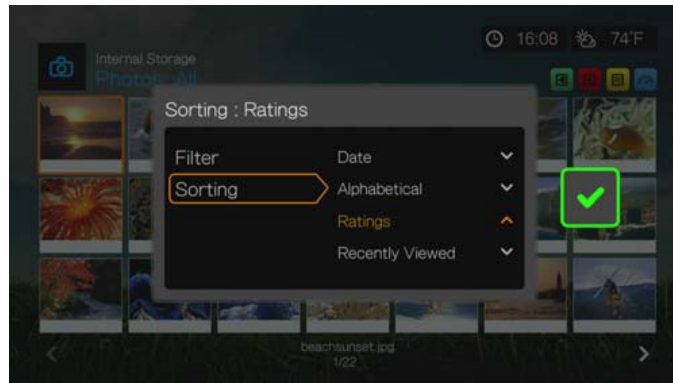 16:08 74°F
Internal Storage
Photos: All
Sorting : Ratings
Filter
Sorting
Date
Alphabetical
Ratings
Recently Viewed
beachsunset.jpg
1/22